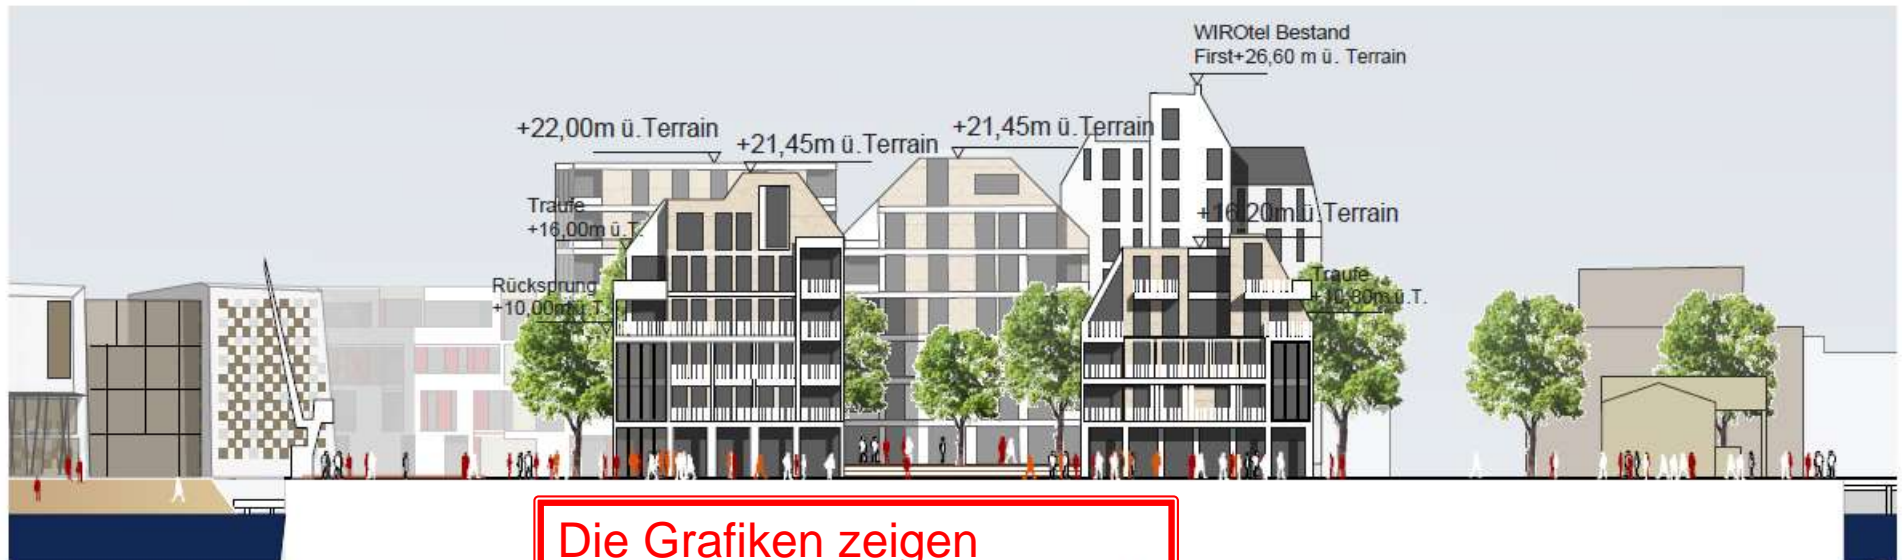 WIROtel Bestand
First+26,60 m ü. Terrain
+22,00m ü.Terrain
+21,45m ü.Terrain
+21,45m ü.Terrain
Traufe
+16,00m ü.T.
+16,20m ü.Terrain
Rücksprung
+10,00m ü.T.
Traufe
+10,80m ü.T.
Die Grafiken zeigen